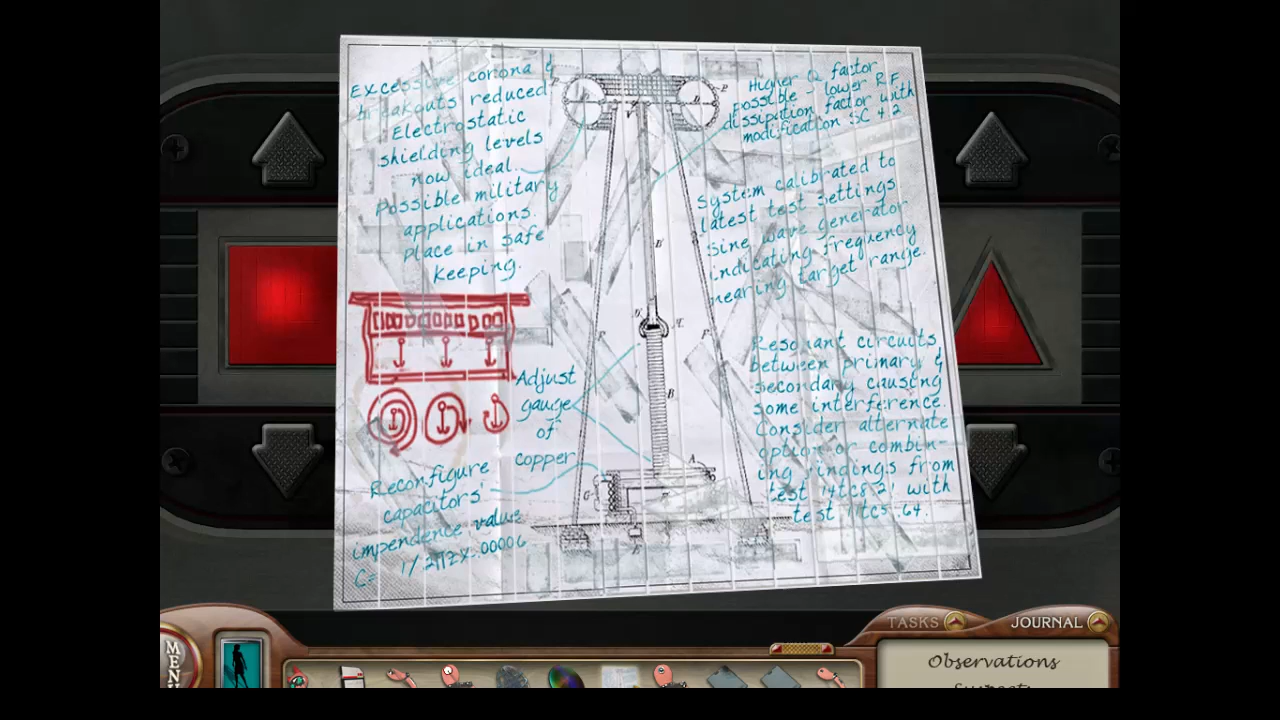 Excessive corona &
breakouts reduced
Electrostatic
shielding levels
now ideal.
Possible military
applications.
Place in safe
keeping.
Higher Q factor
possible - lower R.F.
dissipation factor with
modification SC 42
System calibrated to
latest test settings
Sine wave generator
indicating frequency
nearing target range.
Adjust
gauge
of
copper
Reconfigure
capacitors'
impendence value
Resonant circuits
between primary &
secondary causing
some interference.
Consider alternate
option or combin-
ing findings from
test with
test
P
D
P
B'
F
B
A
G
E
MENU
TASKS
JOURNAL
Observations
Suspects